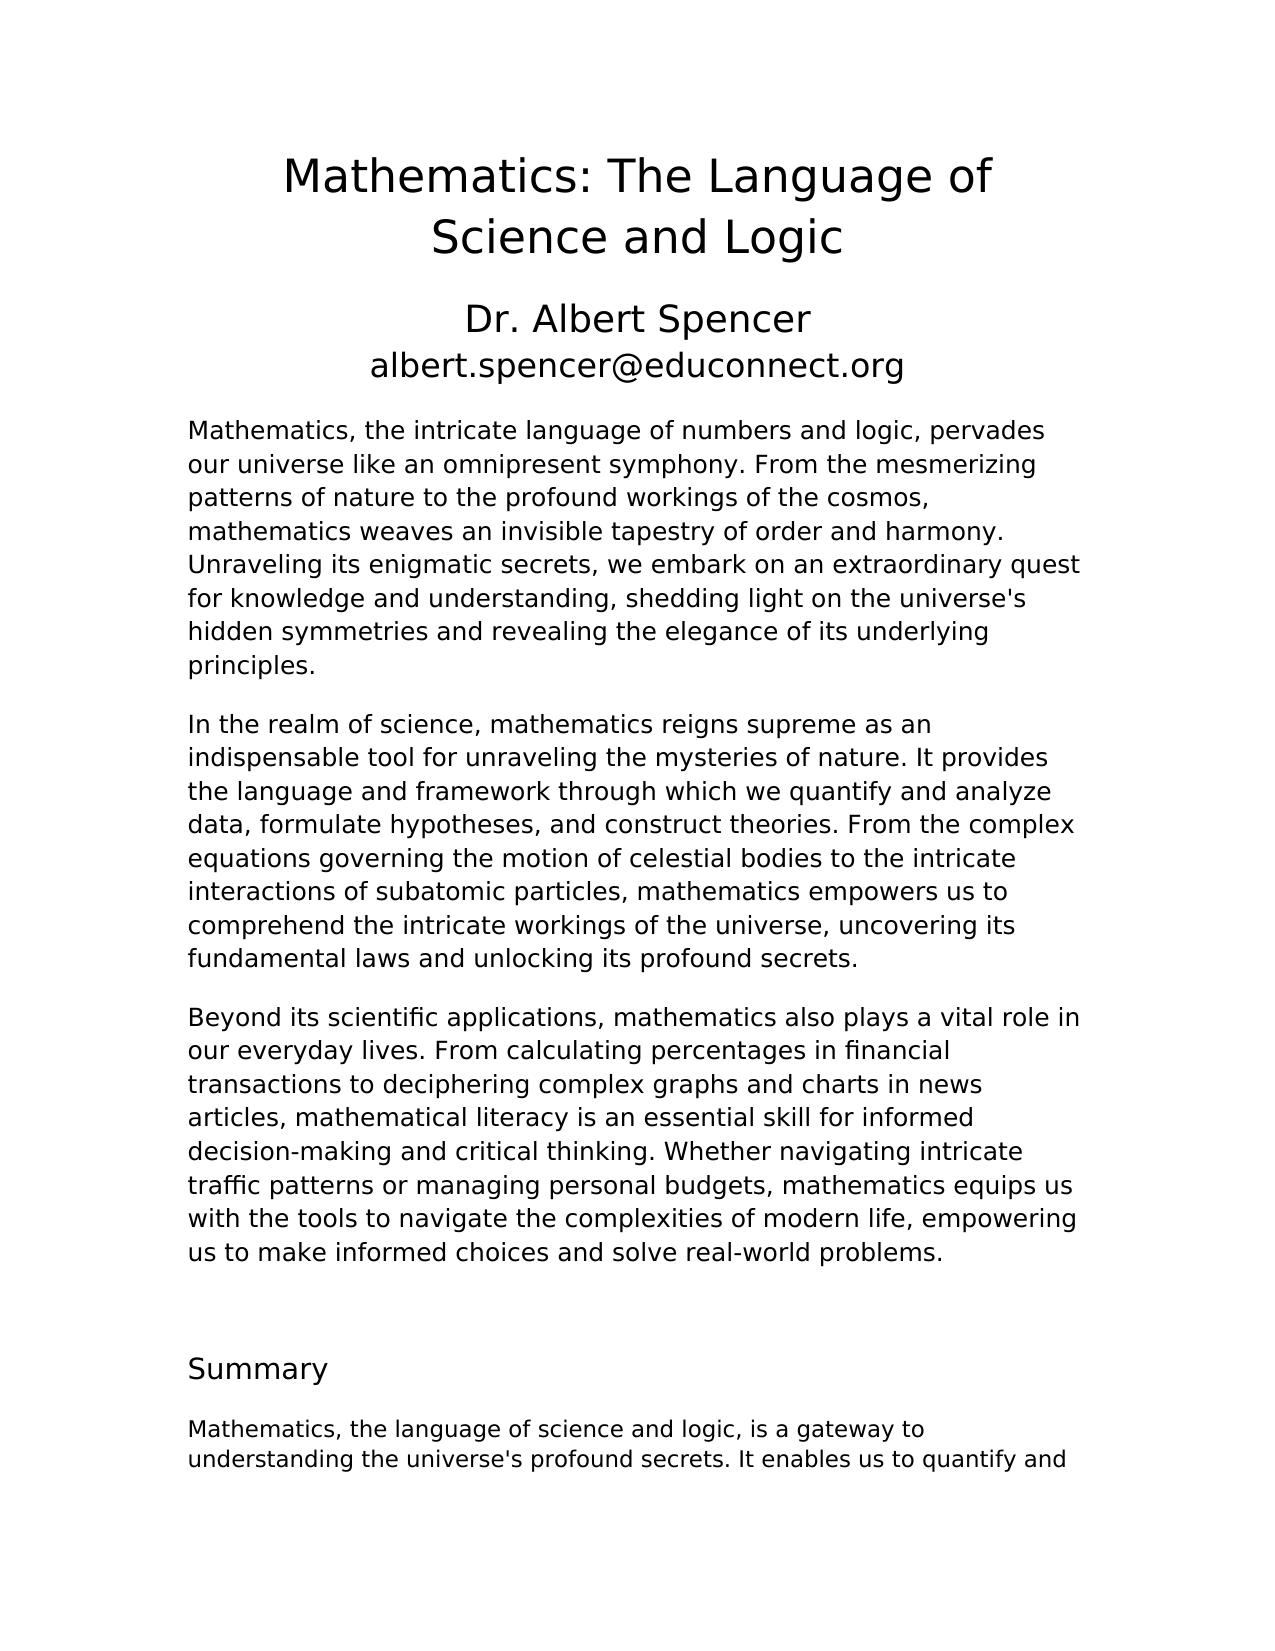 Mathematics: The Language of
Science and Logic
Dr. Albert Spencer
albert.spencer@educonnect.org
Mathematics, the intricate language of numbers and logic, pervades
our universe like an omnipresent symphony. From the mesmerizing
patterns of nature to the profound workings of the cosmos,
mathematics weaves an invisible tapestry of order and harmony.
Unraveling its enigmatic secrets, we embark on an extraordinary quest
for knowledge and understanding, shedding light on the universe's
hidden symmetries and revealing the elegance of its underlying
principles.
In the realm of science, mathematics reigns supreme as an
indispensable tool for unraveling the mysteries of nature. It provides
the language and framework through which we quantify and analyze
data, formulate hypotheses, and construct theories. From the complex
equations governing the motion of celestial bodies to the intricate
interactions of subatomic particles, mathematics empowers us to
comprehend the intricate workings of the universe, uncovering its
fundamental laws and unlocking its profound secrets.
Beyond its scientific applications, mathematics also plays a vital role in
our everyday lives. From calculating percentages in financial
transactions to deciphering complex graphs and charts in news
articles, mathematical literacy is an essential skill for informed
decision-making and critical thinking. Whether navigating intricate
traffic patterns or managing personal budgets, mathematics equips us
with the tools to navigate the complexities of modern life, empowering
us to make informed choices and solve real-world problems.
Summary
Mathematics, the language of science and logic, is a gateway to
understanding the universe's profound secrets. It enables us to quantify and